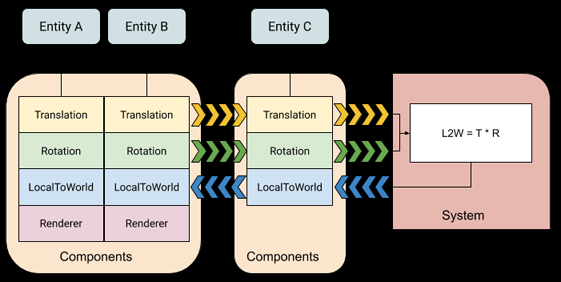 Entity A
Entity B
Entity C
Translation
Translation
Translation
Rotation
Rotation
Rotation
L2W = T * R
LocalToWorld
LocalToWorld
LocalToWorld
Renderer
Renderer
System
Components
Components